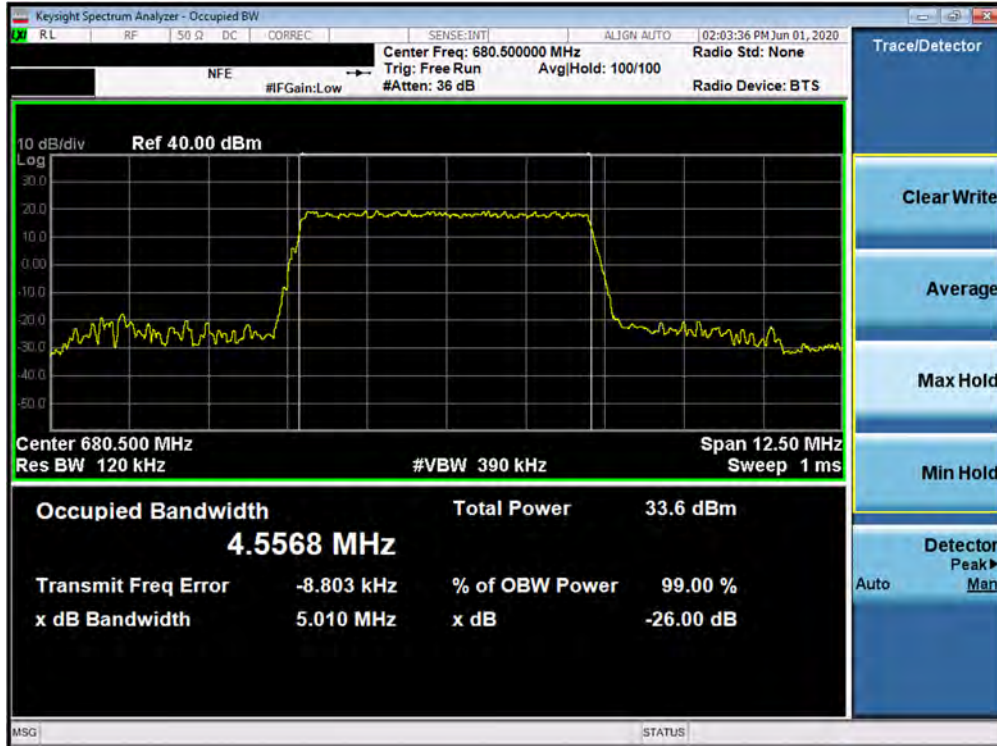 Keysight Spectrum Analyzer - Occupied BW
LXI RL RF 50 Ω DC CORREC SENSE:INT ALIGN AUTO 02:03:36 PM Jun 01, 2020
Center Freq: 680.500000 MHz Radio Std: None
NFE Trig: Free Run Avg|Hold: 100/100
#IFGain:Low #Atten: 36 dB Radio Device: BTS
Trace/Detector
10 dB/div Ref 40.00 dBm
Log
30.0
20.0
10.0
0.00
-10.0
-20.0
-30.0
-40.0
-50.0
Center 680.500 MHz Span 12.50 MHz
Res BW 120 kHz #VBW 390 kHz Sweep 1 ms
Occupied Bandwidth Total Power 33.6 dBm
4.5568 MHz
Transmit Freq Error -8.803 kHz % of OBW Power 99.00 %
x dB Bandwidth 5.010 MHz x dB -26.00 dB
Clear Write
Average
Max Hold
Min Hold
Detector
Peak▶
Auto Man
MSG STATUS